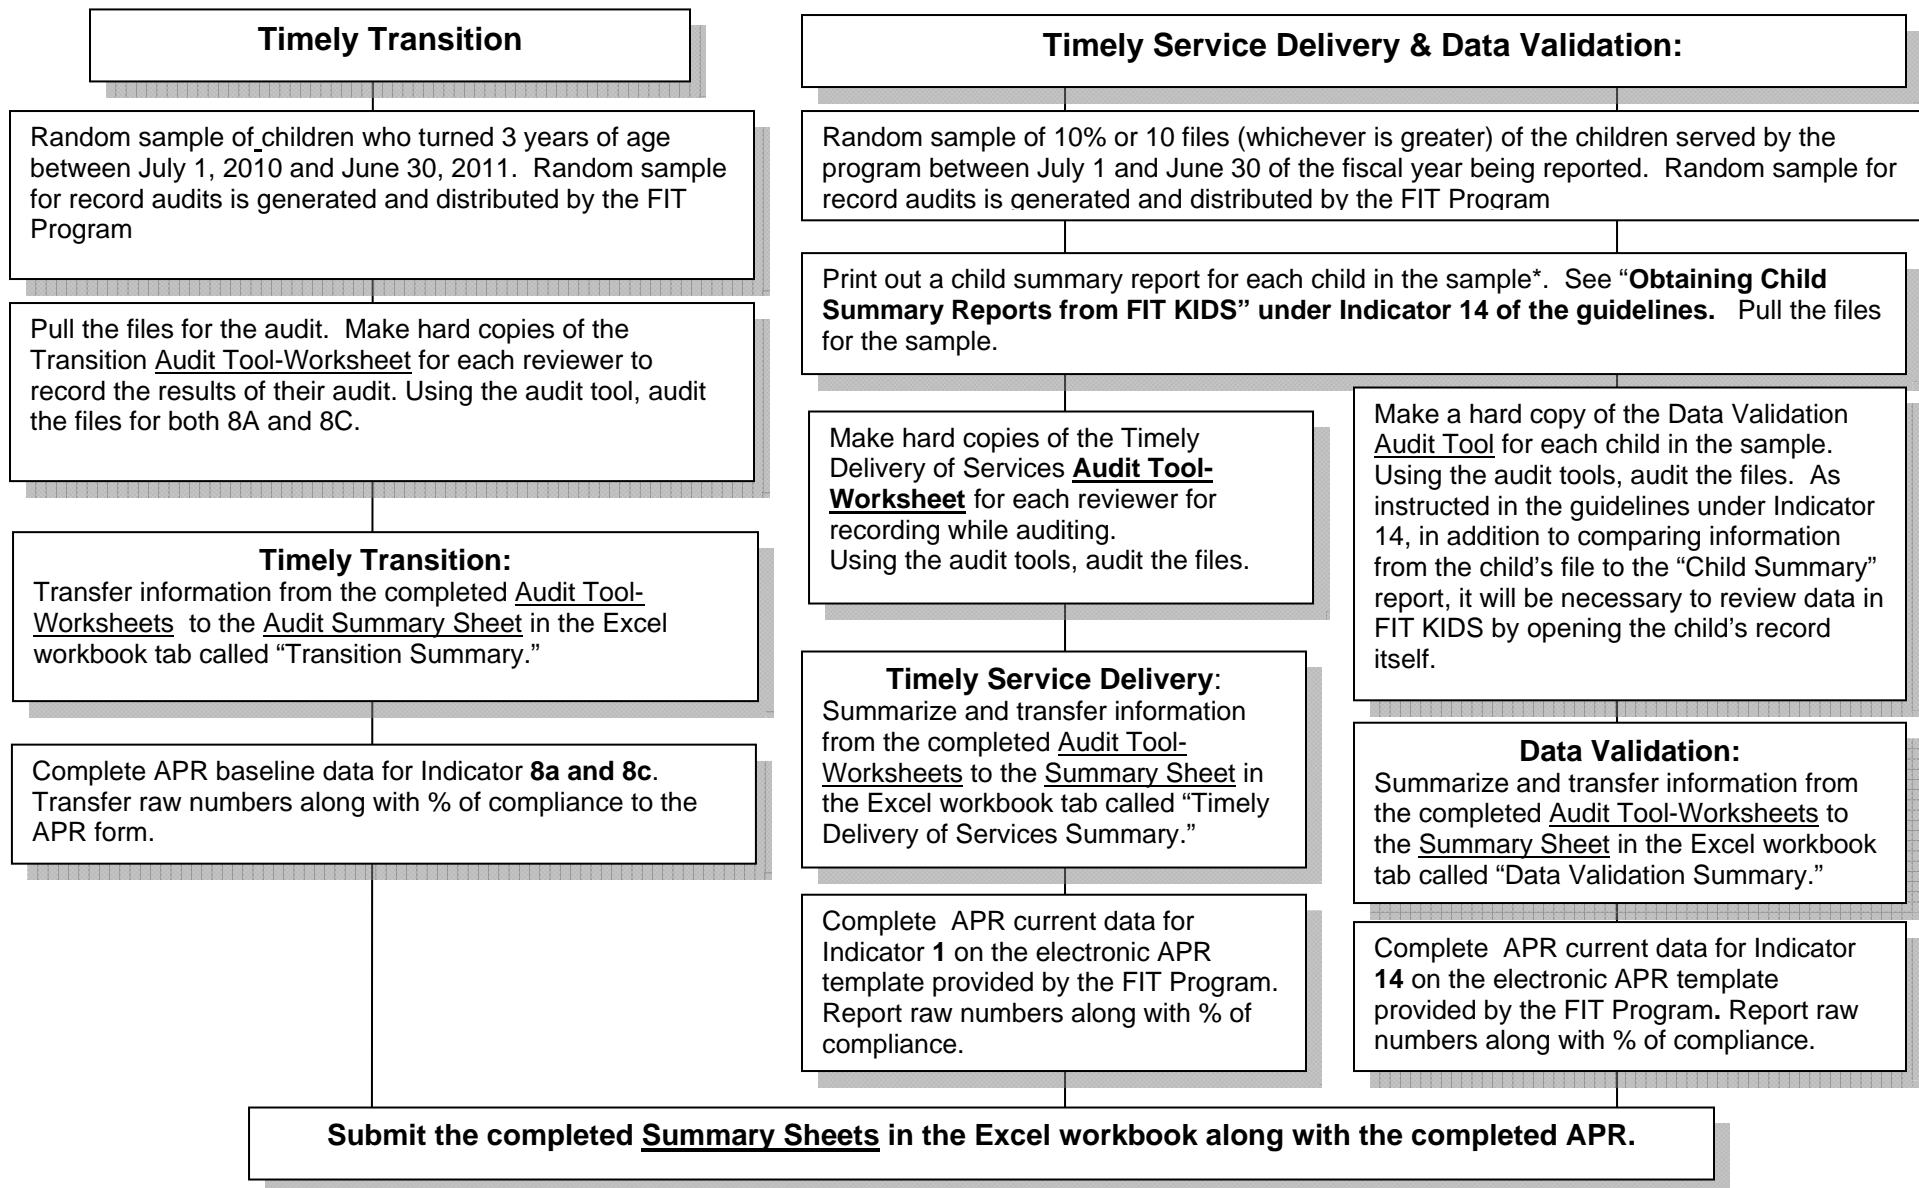 Timely Transition
Random sample of children who turned 3 years of age
between July 1, 2010 and June 30, 2011. Random sample
for record audits is generated and distributed by the FIT
Program
Pull the files for the audit. Make hard copies of the
Transition Audit Tool-Worksheet for each reviewer to
record the results of their audit. Using the audit tool, audit
the files for both 8A and 8C.
Timely Transition:
Transfer information from the completed Audit Tool-
Worksheets to the Audit Summary Sheet in the Excel
workbook tab called “Transition Summary.”
Complete APR baseline data for Indicator 8a and 8c.
Transfer raw numbers along with % of compliance to the
APR form.
Timely Service Delivery & Data Validation:
Random sample of 10% or 10 files (whichever is greater) of the children served by the
program between July 1 and June 30 of the fiscal year being reported. Random sample for
record audits is generated and distributed by the FIT Program
Print out a child summary report for each child in the sample*. See “Obtaining Child
Summary Reports from FIT KIDS” under Indicator 14 of the guidelines. Pull the files
for the sample.
Make hard copies of the Timely
Delivery of Services Audit Tool-
Worksheet for each reviewer for
recording while auditing.
Using the audit tools, audit the files.
Timely Service Delivery:
Summarize and transfer information
from the completed Audit Tool-
Worksheets to the Summary Sheet in
the Excel workbook tab called “Timely
Delivery of Services Summary.”
Complete APR current data for
Indicator 1 on the electronic APR
template provided by the FIT Program.
Report raw numbers along with % of
compliance.
Make a hard copy of the Data Validation
Audit Tool for each child in the sample.
Using the audit tools, audit the files. As
instructed in the guidelines under Indicator
14, in addition to comparing information
from the child’s file to the “Child Summary”
report, it will be necessary to review data in
FIT KIDS by opening the child’s record
itself.
Data Validation:
Summarize and transfer information from
the completed Audit Tool-Worksheets to
the Summary Sheet in the Excel workbook
tab called “Data Validation Summary.”
Complete APR current data for Indicator
14 on the electronic APR template
provided by the FIT Program. Report raw
numbers along with % of compliance.
Submit the completed Summary Sheets in the Excel workbook along with the completed APR.